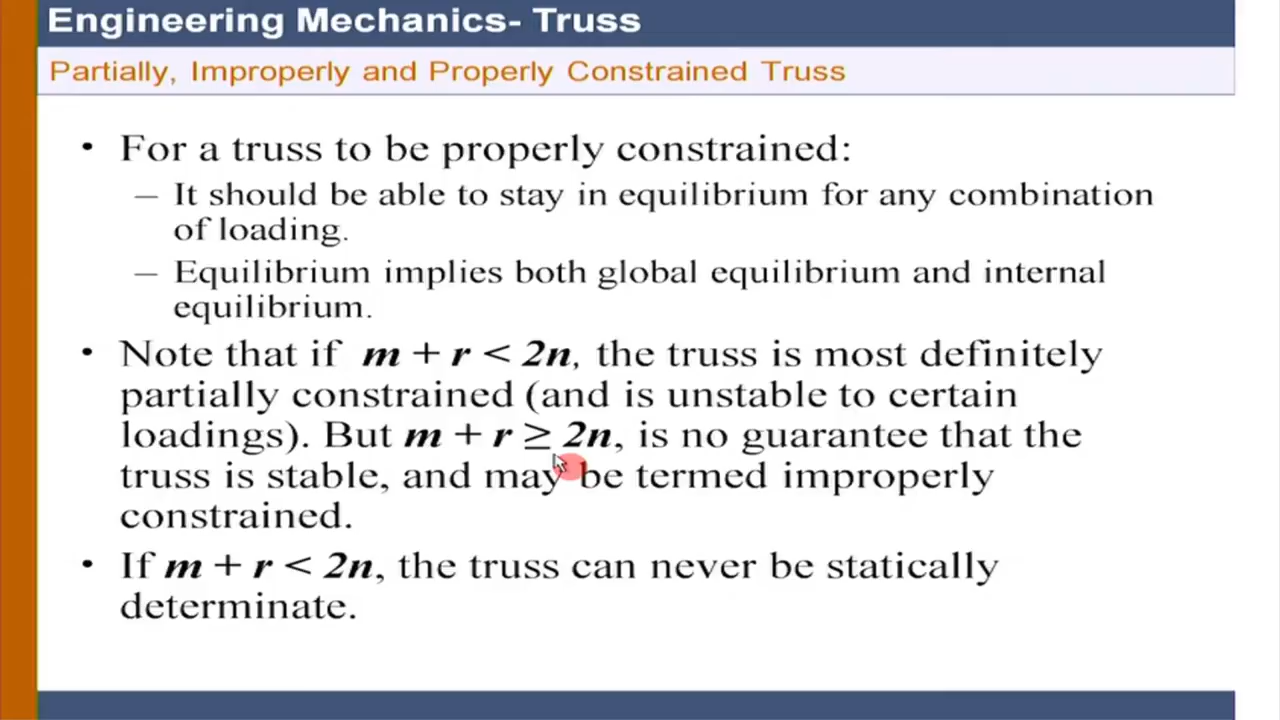 Engineering Mechanics- Truss
Partially, Improperly and Properly Constrained Truss
• For a truss to be properly constrained:
– It should be able to stay in equilibrium for any combination
of loading.
– Equilibrium implies both global equilibrium and internal
equilibrium.
• Note that if m + r < 2n, the truss is most definitely
partially constrained (and is unstable to certain
loadings). But m + r ≥ 2n, is no guarantee that the
truss is stable, and may be termed improperly
constrained.
• If m + r < 2n, the truss can never be statically
determinate.